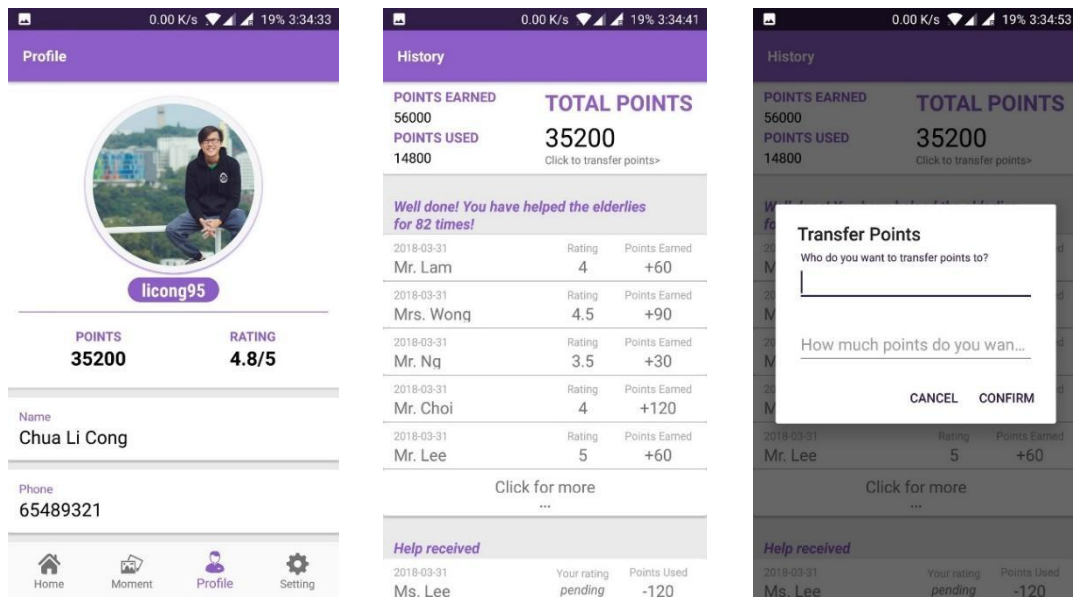 0.00 K/s 19% 3:34:33
Profile
licong95
POINTS RATING
35200 4.8/5
Name
Chua Li Cong
Phone
65489321
Home Moment Profile Setting
0.00 K/s 19% 3:34:41
History
POINTS EARNED TOTAL POINTS
56000
POINTS USED 35200
14800 Click to transfer points>
Well done! You have helped the elderlies
for 82 times!
2018-03-31 Rating Points Earned
Mr. Lam 4 +60
2018-03-31 Rating Points Earned
Mrs. Wong 4.5 +90
2018-03-31 Rating Points Earned
Mr. Ng 3.5 +30
2018-03-31 Rating Points Earned
Mr. Choi 4 +120
2018-03-31 Rating Points Earned
Mr. Lee 5 +60
Click for more
...
Help received
2018-03-31 Your rating Points Used
Ms. Lee pending -120
0.00 K/s 19% 3:34:53
History
POINTS EARNED TOTAL POINTS
56000
POINTS USED 35200
14800 Click to transfer points>
Transfer Points
Who do you want to transfer points to?
How much points do you wan...
CANCEL CONFIRM
2018-03-31 Rating Points Earned
Mr. Lee 5 +60
Click for more
...
Help received
2018-03-31 Your rating Points Used
Ms. Lee pending -120